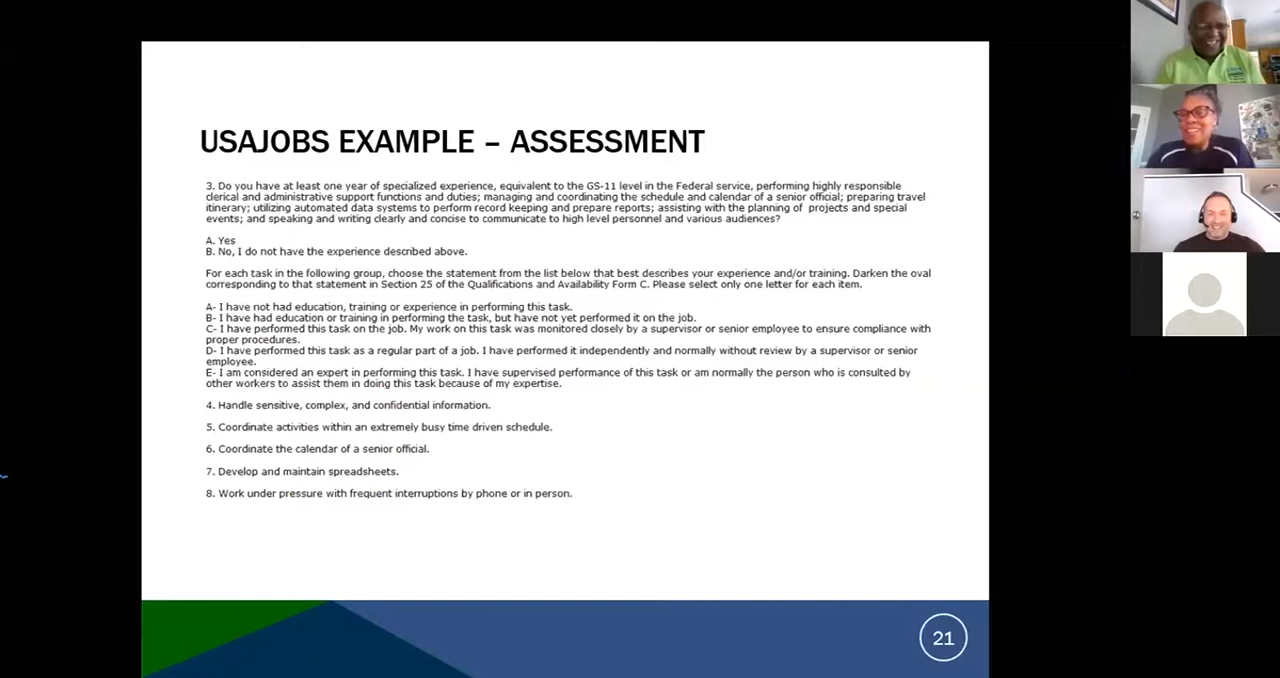 USAJOBS EXAMPLE – ASSESSMENT
3. Do you have at least one year of specialized experience, equivalent to the GS-11 level in the Federal service, performing highly responsible
clerical and administrative support functions and duties; managing and coordinating the schedule and calendar of a senior official; preparing travel
itinerary; utilizing automated data systems to perform record keeping and prepare reports; assisting with the planning of projects and special
events; and speaking and writing clearly and concise to communicate to high level personnel and various audiences?
A. Yes
B. No, I do not have the experience described above.
For each task in the following group, choose the statement from the list below that best describes your experience and/or training. Darken the oval
corresponding to that statement in Section 25 of the Qualifications and Availability Form C. Please select only one letter for each item.
A- I have not had education, training or experience in performing this task.
B- I have had education or training in performing the task, but have not yet performed it on the job.
C- I have performed this task on the job. My work on this task was monitored closely by a supervisor or senior employee to ensure compliance with
proper procedures.
D- I have performed this task as a regular part of a job. I have performed it independently and normally without review by a supervisor or senior
employee.
E- I am considered an expert in performing this task. I have supervised performance of this task or am normally the person who is consulted by
other workers to assist them in doing this task because of my expertise.
4. Handle sensitive, complex, and confidential information.
5. Coordinate activities within an extremely busy time driven schedule.
6. Coordinate the calendar of a senior official.
7. Develop and maintain spreadsheets.
8. Work under pressure with frequent interruptions by phone or in person.
21